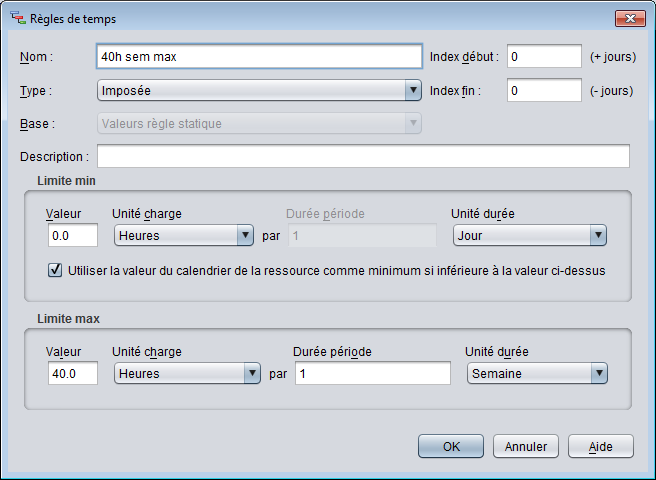 Règles de temps
Nom : 40h sem max Index début : 0 (+ jours)
Type : Imposée Index fin : 0 (- jours)
Base : Valeurs règle statique
Description :
Limite min
Valeur Unité charge Durée période Unité durée
0.0 Heures par 1 Jour
Utiliser la valeur du calendrier de la ressource comme minimum si inférieure à la valeur ci-dessus
Limite max
Valeur Unité charge Durée période Unité durée
40.0 Heures par 1 Semaine
OK Annuler Aide